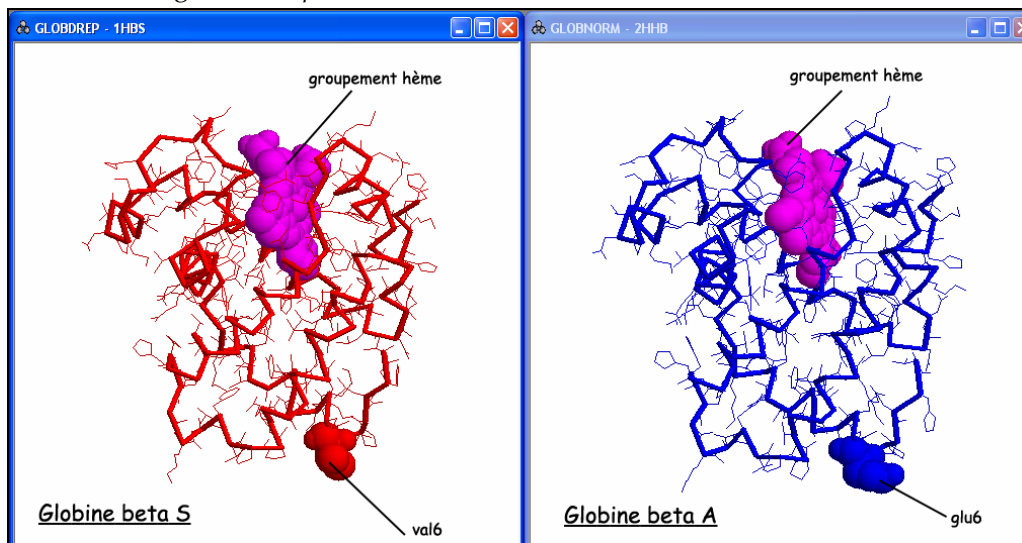 GLOBDREP - 1HBS
groupement hème
Globine beta S
val6
GLOBNORM - 2HHB
groupement hème
Globine beta A
glu6